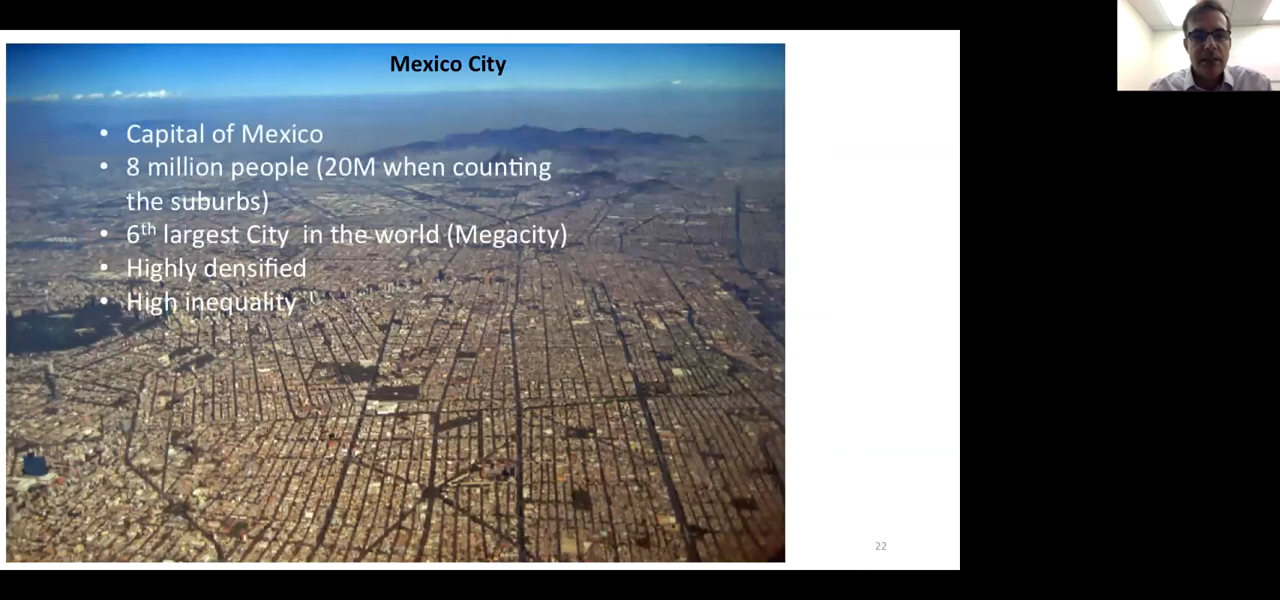 Mexico City
• Capital of Mexico
• 8 million people (20M when counting
the suburbs)
• 6th largest City in the world (Megacity)
• Highly densified
• High inequality
22